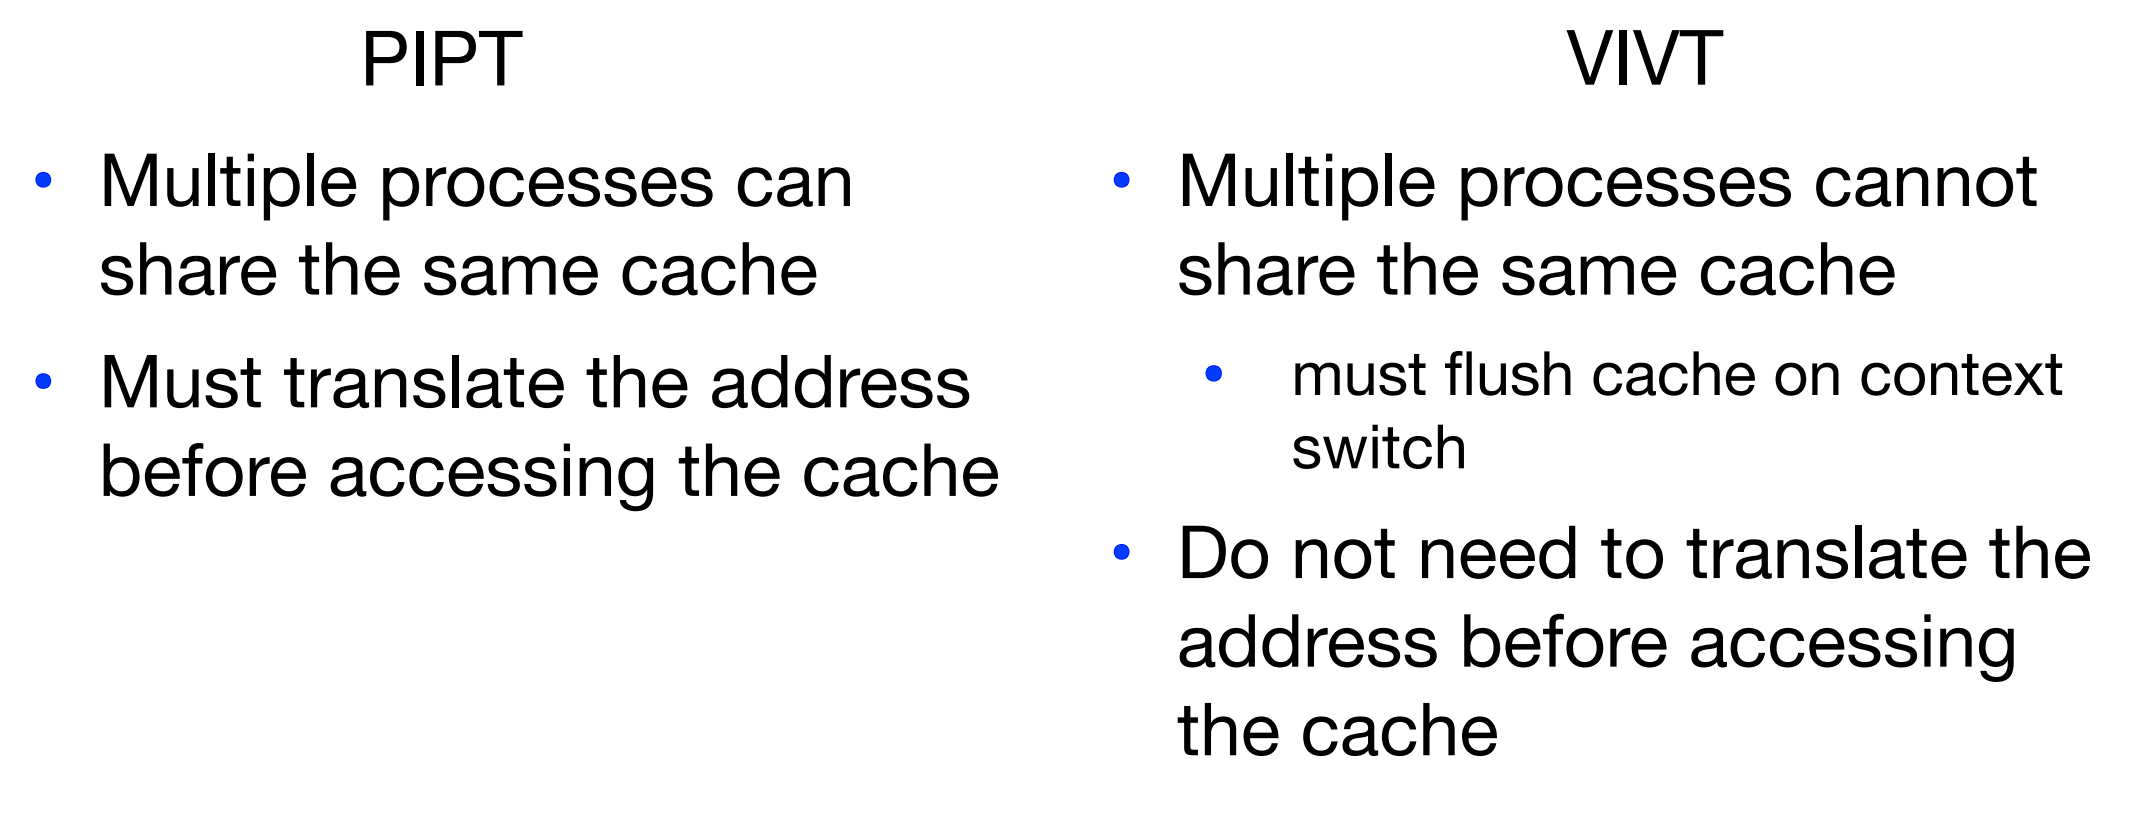 PIPT
• Multiple processes can
share the same cache
• Must translate the address
before accessing the cache
VIVT
• Multiple processes cannot
share the same cache
• must flush cache on context
switch
• Do not need to translate the
address before accessing
the cache